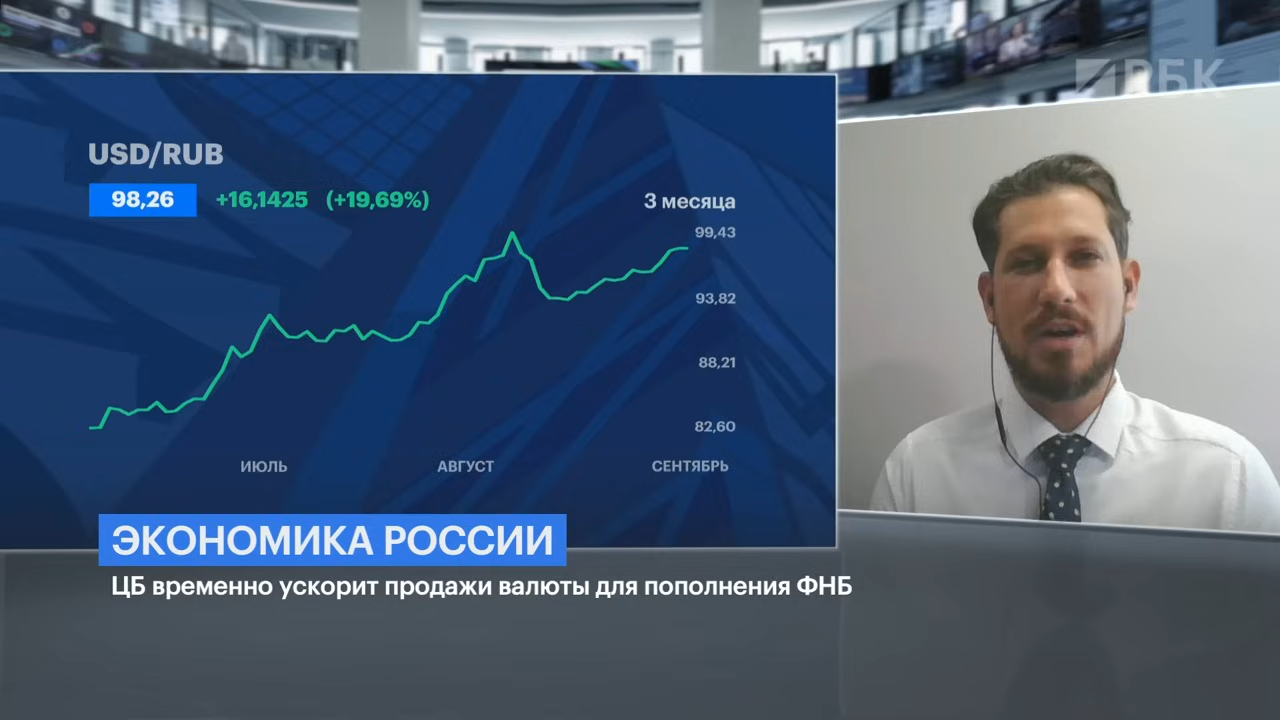 РБК
USD/RUB
98,26 +16,1425 (+19,69%)
3 месяца
99,43
93,82
88,21
82,60
ИЮЛЬ АВГУСТ СЕНТЯБРЬ
ЭКОНОМИКА РОССИИ
ЦБ временно ускорит продажи валюты для пополнения ФНБ